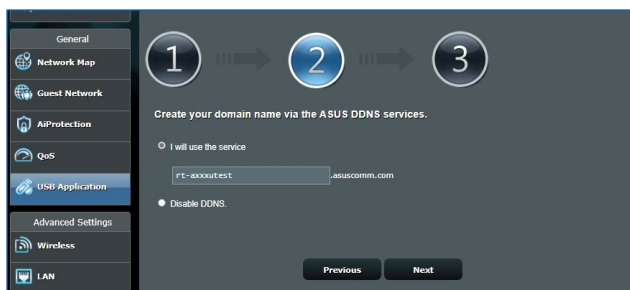 General
Network Map
Guest Network
AiProtection
QoS
USB Application
Advanced Settings
Wireless
LAN
1
2
3
Create your domain name via the ASUS DDNS services.
I will use the service
rt-axxxutest .asuscomm.com
Disable DDNS.
Previous Next